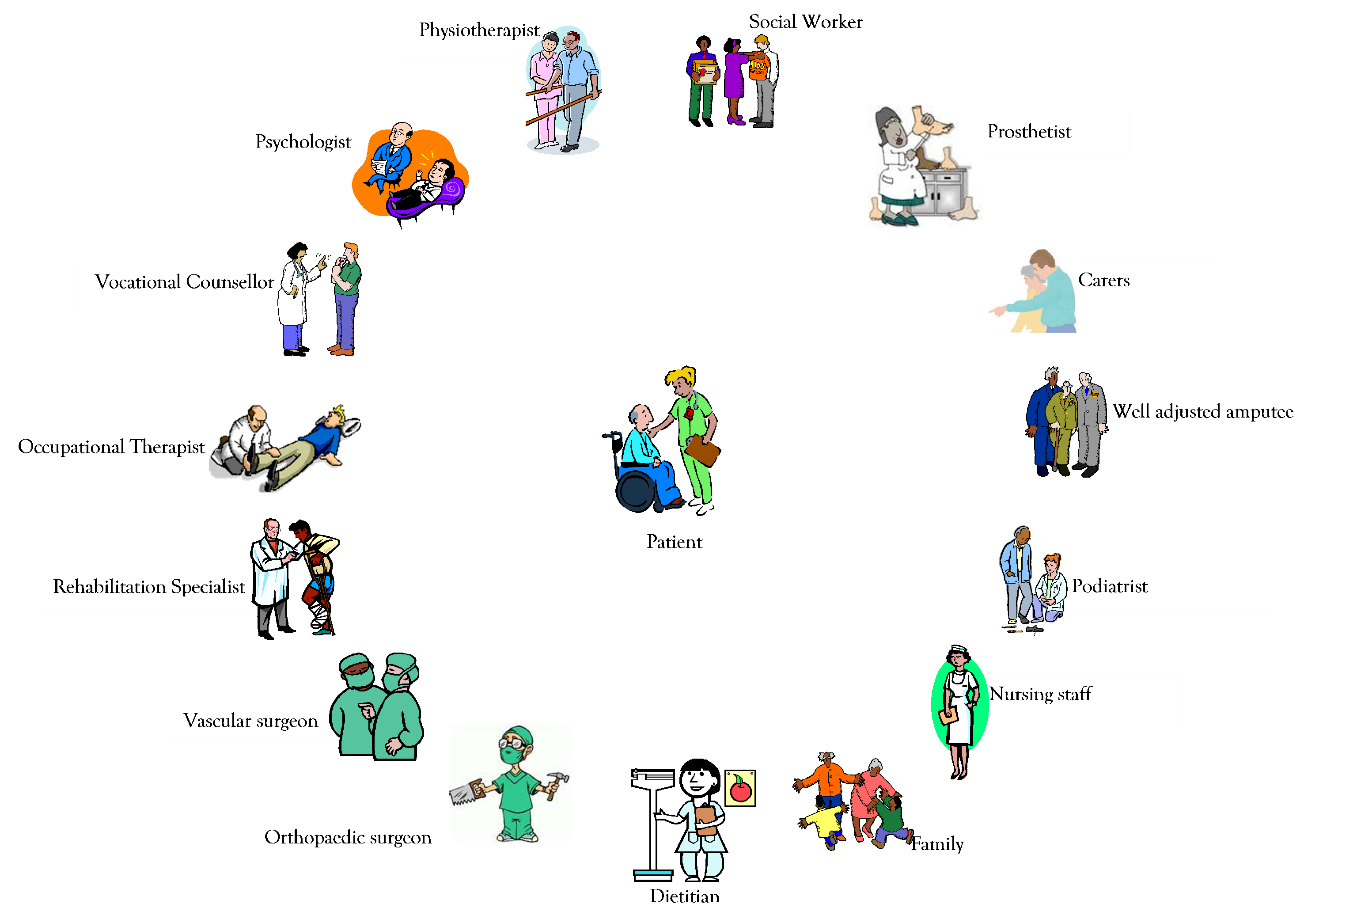 Social Worker
Physiotherapist
Prosthetist
Psychologist
Carers
Vocational Counsellor
Well adjusted amputee
Occupational Therapist
Patient
Rehabilitation Specialist
Podiatrist
Nursing staff
Vascular surgeon
Orthopaedic surgeon
Family
Dietitian